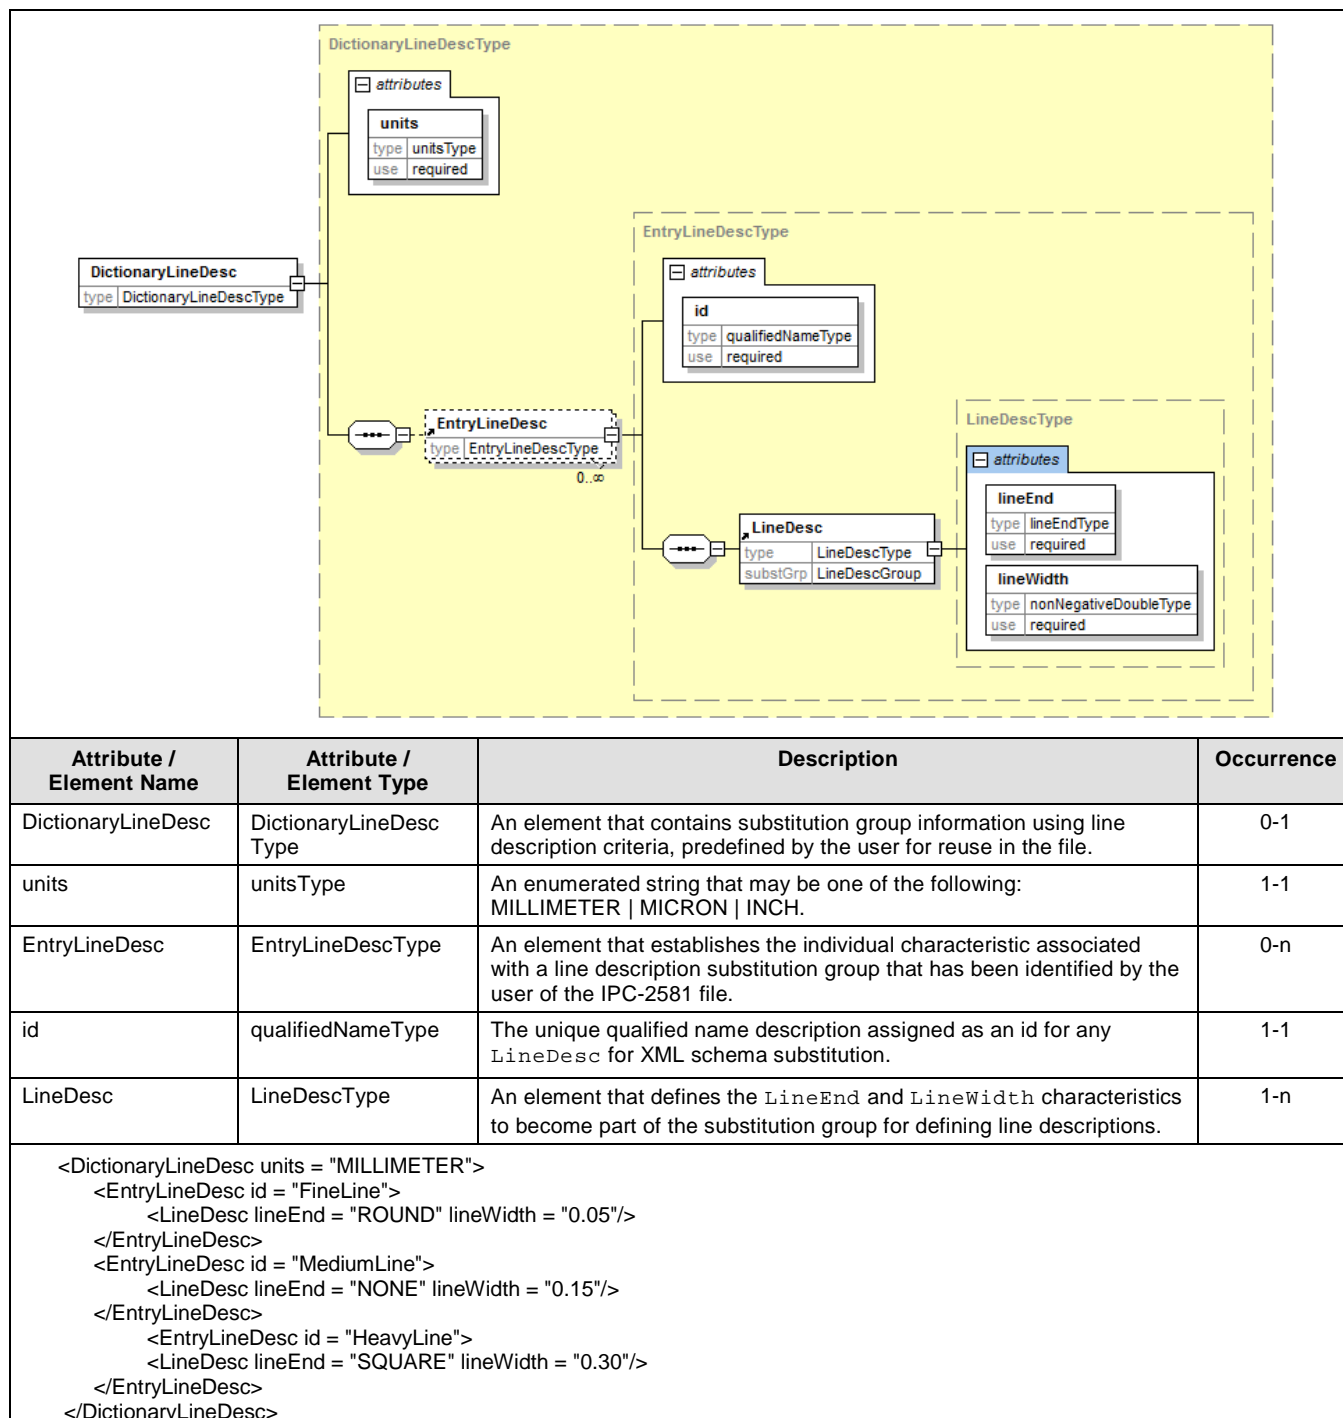 DictionaryLineDescType
attributes
units
type unitsType
use required
EntryLineDescType
attributes
DictionaryLineDesc
type DictionaryLineDescType
id
type qualifiedNameType
use required
EntryLineDesc
type EntryLineDescType
0..∞
LineDescType
attributes
lineEnd
type lineEndType
use required
LineDesc
type LineDescType
substGrp LineDescGroup
lineWidth
type nonNegativeDoubleType
use required
Attribute / Element Name
Attribute / Element Type
Description
Occurrence
DictionaryLineDesc
DictionaryLineDesc
Type
An element that contains substitution group information using line
description criteria, predefined by the user for reuse in the file.
0-1
units
unitsType
An enumerated string that may be one of the following:
MILLIMETER | MICRON | INCH.
1-1
EntryLineDesc
EntryLineDescType
An element that establishes the individual characteristic associated
with a line description substitution group that has been identified by the
user of the IPC-2581 file.
0-n
id
qualifiedNameType
The unique qualified name description assigned as an id for any
LineDesc for XML schema substitution.
1-1
LineDesc
LineDescType
An element that defines the LineEnd and LineWidth characteristics
to become part of the substitution group for defining line descriptions.
1-n
<DictionaryLineDesc units = "MILLIMETER">
<EntryLineDesc id = "FineLine">
<LineDesc lineEnd = "ROUND" lineWidth = "0.05"/>
</EntryLineDesc>
<EntryLineDesc id = "MediumLine">
<LineDesc lineEnd = "NONE" lineWidth = "0.15"/>
</EntryLineDesc>
<EntryLineDesc id = "HeavyLine">
<LineDesc lineEnd = "SQUARE" lineWidth = "0.30"/>
</EntryLineDesc>
</DictionaryLineDesc>